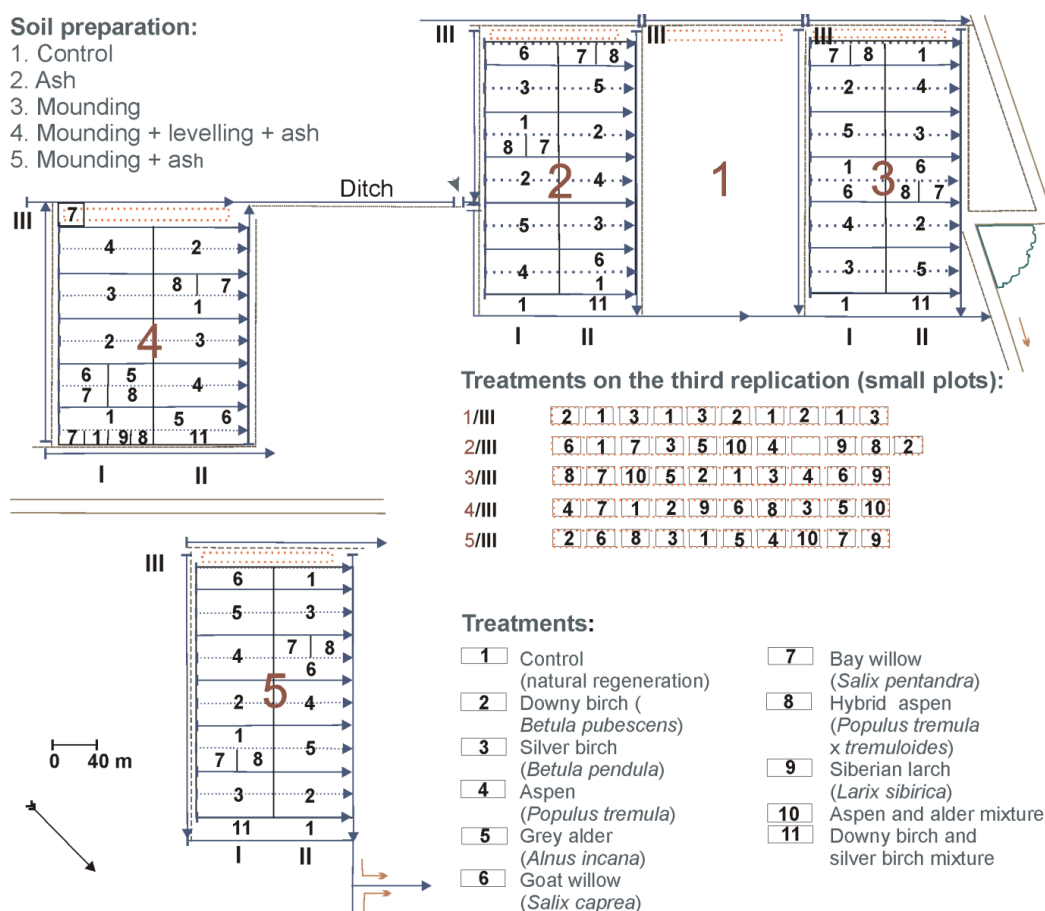 Soil preparation:
1. Control
2. Ash
3. Mounding
4. Mounding + levelling + ash
5. Mounding + ash
III III III
6 7 8
3 5
1
2
8 7
2 4
5 3
4 6
1
1 11
2
I II
1
7 8 1
2 4
5 3
1 6
6 8 7
4 2
3 5
1 11
3
I II
Ditch
III
7
4 2
8 7
3
1
2 3
6 5
4
7 8
1 5 6
7 1 9 8 11
4
I II
Treatments on the third replication (small plots):
1/III 2 1 3 1 3 2 1 2 1 3
2/III 6 1 7 3 5 10 4 9 8 2
3/III 8 7 10 5 2 1 3 4 6 9
4/III 4 7 1 2 9 6 8 3 5 10
5/III 2 6 8 3 1 5 4 10 7 9
III
6 1
5 3
7 8
4
6
2 4
1
5
7 8
3 2
11 1
5
I II
0 40 m
Treatments:
1 Control
(natural regeneration)
2 Downy birch (
Betula pubescens)
3 Silver birch
(Betula pendula)
4 Aspen
(Populus tremula)
5 Grey alder
(Alnus incana)
6 Goat willow
(Salix caprea)
7 Bay willow
(Salix pentandra)
8 Hybrid aspen
(Populus tremula
x tremuloides)
9 Siberian larch
(Larix sibirica)
10 Aspen and alder mixture
11 Downy birch and
silver birch mixture